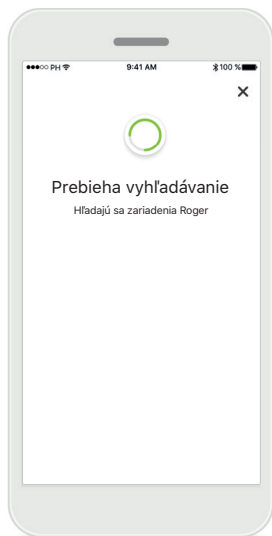 PH 9:41 AM 100 %
Prebieha vyhľadávanie
Hľadajú sa zariadenia Roger